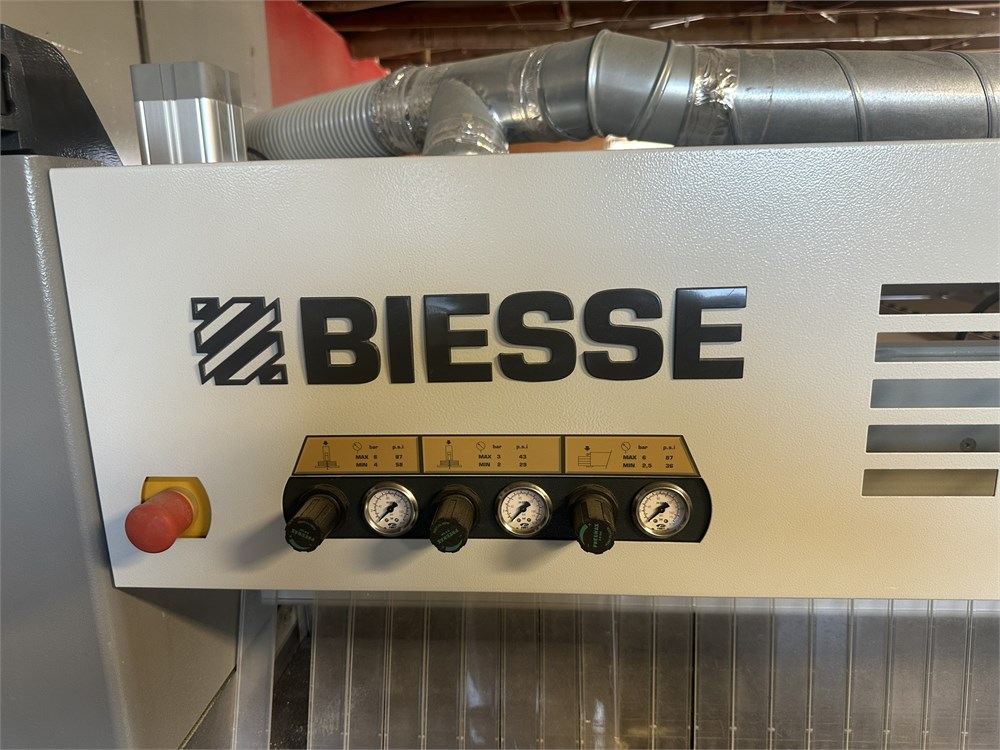 BIESSE
bar p.s.i
MAX 6 87
MIN 4 58
bar p.s.i
MAX 3 43
MIN 2 29
bar p.s.i
MAX 6 87
MIN 2,5 36